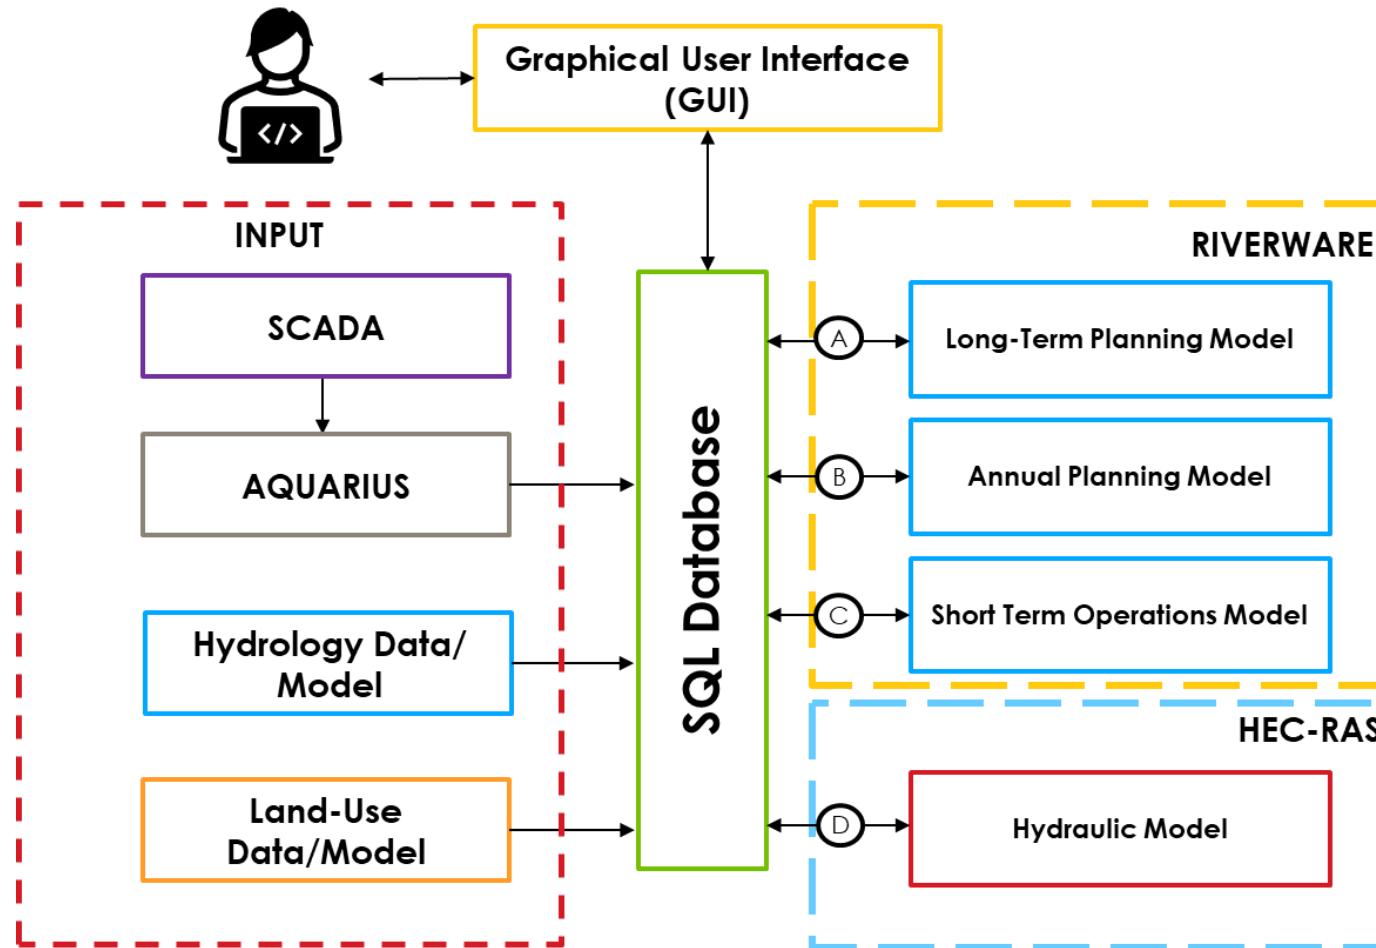 Graphical User Interface
(GUI)
</>
INPUT
SCADA
AQUARIUS
Hydrology Data/
Model
Land-Use
Data/Model
SQL Database
RIVERWARE
A
Long-Term Planning Model
B
Annual Planning Model
C
Short Term Operations Model
HEC-RAS
D
Hydraulic Model